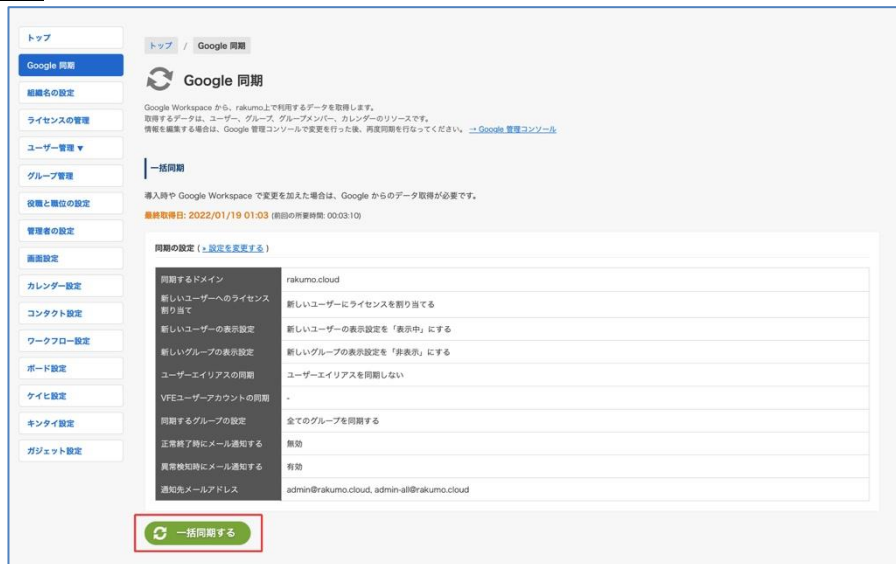 トップ
Google 同期
組織名の設定
ライセンスの管理
ユーザー管理 ▼
グループ管理
役職と職位の設定
管理者の設定
画面設定
カレンダー設定
コンタクト設定
ワークフロー設定
ボード設定
ケイヒ設定
キンタイ設定
ガジェット設定
トップ / Google 同期
Google 同期
Google Workspace から、rakumo上で利用するデータを取得します。
取得するデータは、ユーザー、グループ、グループメンバー、カレンダーのリソースです。
情報を編集する場合は、Google 管理コンソールで変更を行った後、再度同期を行なってください。 → Google 管理コンソール
一括同期
導入時や Google Workspace で変更を加えた場合は、Google からのデータ取得が必要です。
最終取得日: 2022/01/19 01:03 (前回の所要時間: 00:03:10)
同期の設定 ( ▸ 設定を変更する )
同期するドメイン rakumo.cloud
新しいユーザーへのライセンス
割り当て 新しいユーザーにライセンスを割り当てる
新しいユーザーの表示設定 新しいユーザーの表示設定を「表示中」にする
新しいグループの表示設定 新しいグループの表示設定を「非表示」にする
ユーザーエイリアスの同期 ユーザーエイリアスを同期しない
VFEユーザーアカウントの同期 -
同期するグループの設定 全てのグループを同期する
正常終了時にメール通知する 無効
異常検知時にメール通知する 有効
通知先メールアドレス admin@rakumo.cloud, admin-all@rakumo.cloud
一括同期する